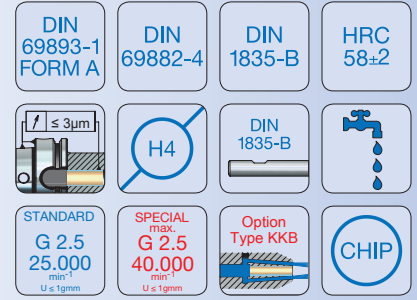 DIN
69893-1
FORM A
DIN
69882-4
DIN
1835-B
HRC
58±2
≤ 3µm
H4
DIN
1835-B
STANDARD
G 2.5
25.000
min-1
U ≤ 1gmm
SPECIAL
max.
G 2.5
40.000
min-1
U ≤ 1gmm
Option
Type KKB
CHIP